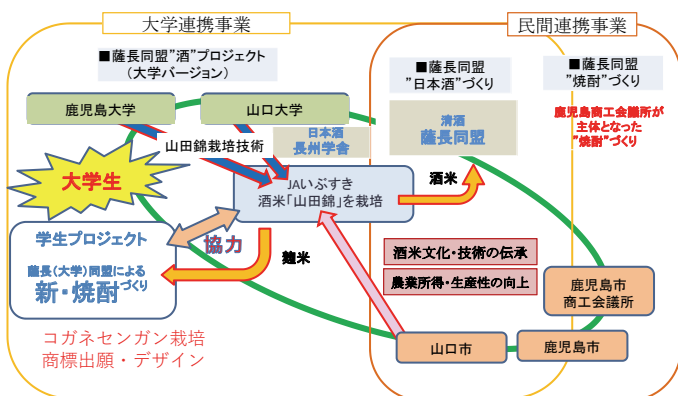 大学連携事業
民間連携事業
■薩長同盟”酒”プロジェクト
（大学バージョン）
■薩長同盟
”日本酒”づくり
■薩長同盟
”焼酎”づくり
鹿児島大学
山口大学
清酒
薩長同盟
鹿児島商工会議所が
主体となった
”焼酎”づくり
山田錦栽培技術
日本酒
長州学舎
大学生
JAいぶすき
酒米「山田錦」を栽培
酒米
学生プロジェクト
薩長（大学）同盟による
新・焼酎づくり
協力
麹米
酒米文化・技術の伝承
農業所得・生産性の向上
鹿児島市
商工会議所
コガネセンガン栽培
商標出願・デザイン
山口市
鹿児島市